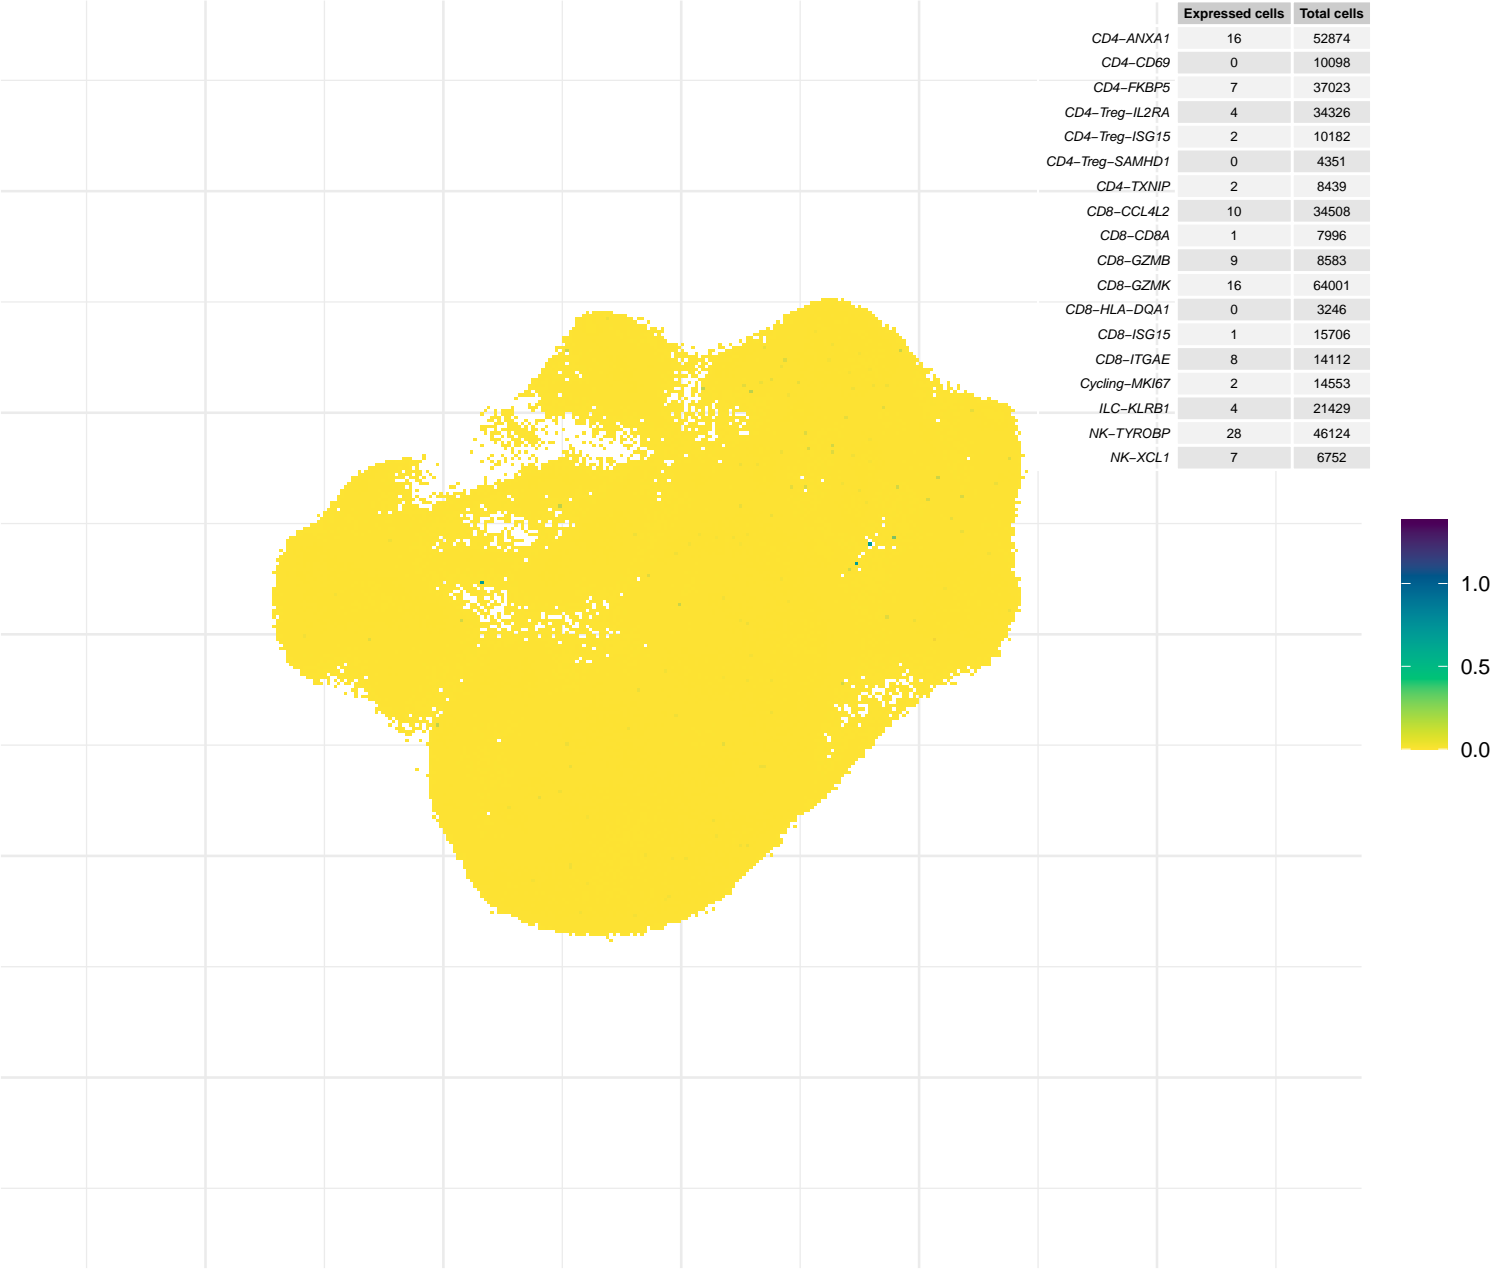 Expressed cells Total cells
CD4−ANXA1 16 52874
CD4−CD69 0 10098
CD4−FKBP5 7 37023
CD4−Treg−IL2RA 4 34326
CD4−Treg−ISG15 2 10182
CD4−Treg−SAMHD1 0 4351
CD4−TXNIP 2 8439
CD8−CCL4L2 10 34508
CD8−CD8A 1 7996
CD8−GZMB 9 8583
CD8−GZMK 16 64001
CD8−HLA−DQA1 0 3246
CD8−ISG15 1 15706
CD8−ITGAE 8 14112
Cycling−MKI67 2 14553
ILC−KLRB1 4 21429
NK−TYROBP 28 46124
NK−XCL1 7 6752
1.0
0.5
0.0